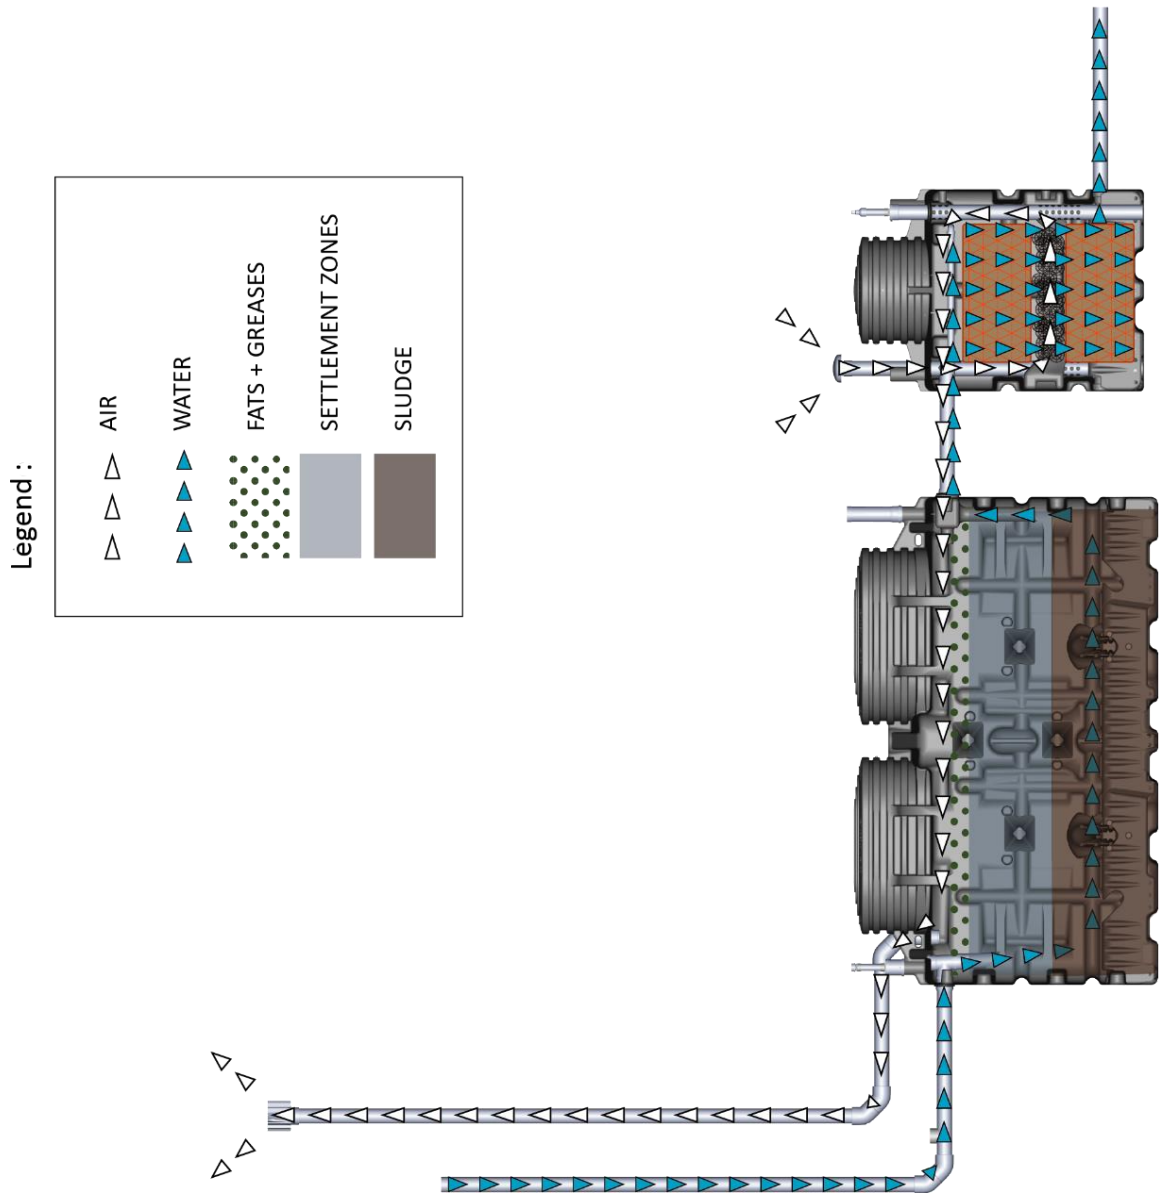 Legend :
AIR
WATER
FATS + GREASES
SETTLEMENT ZONES
SLUDGE